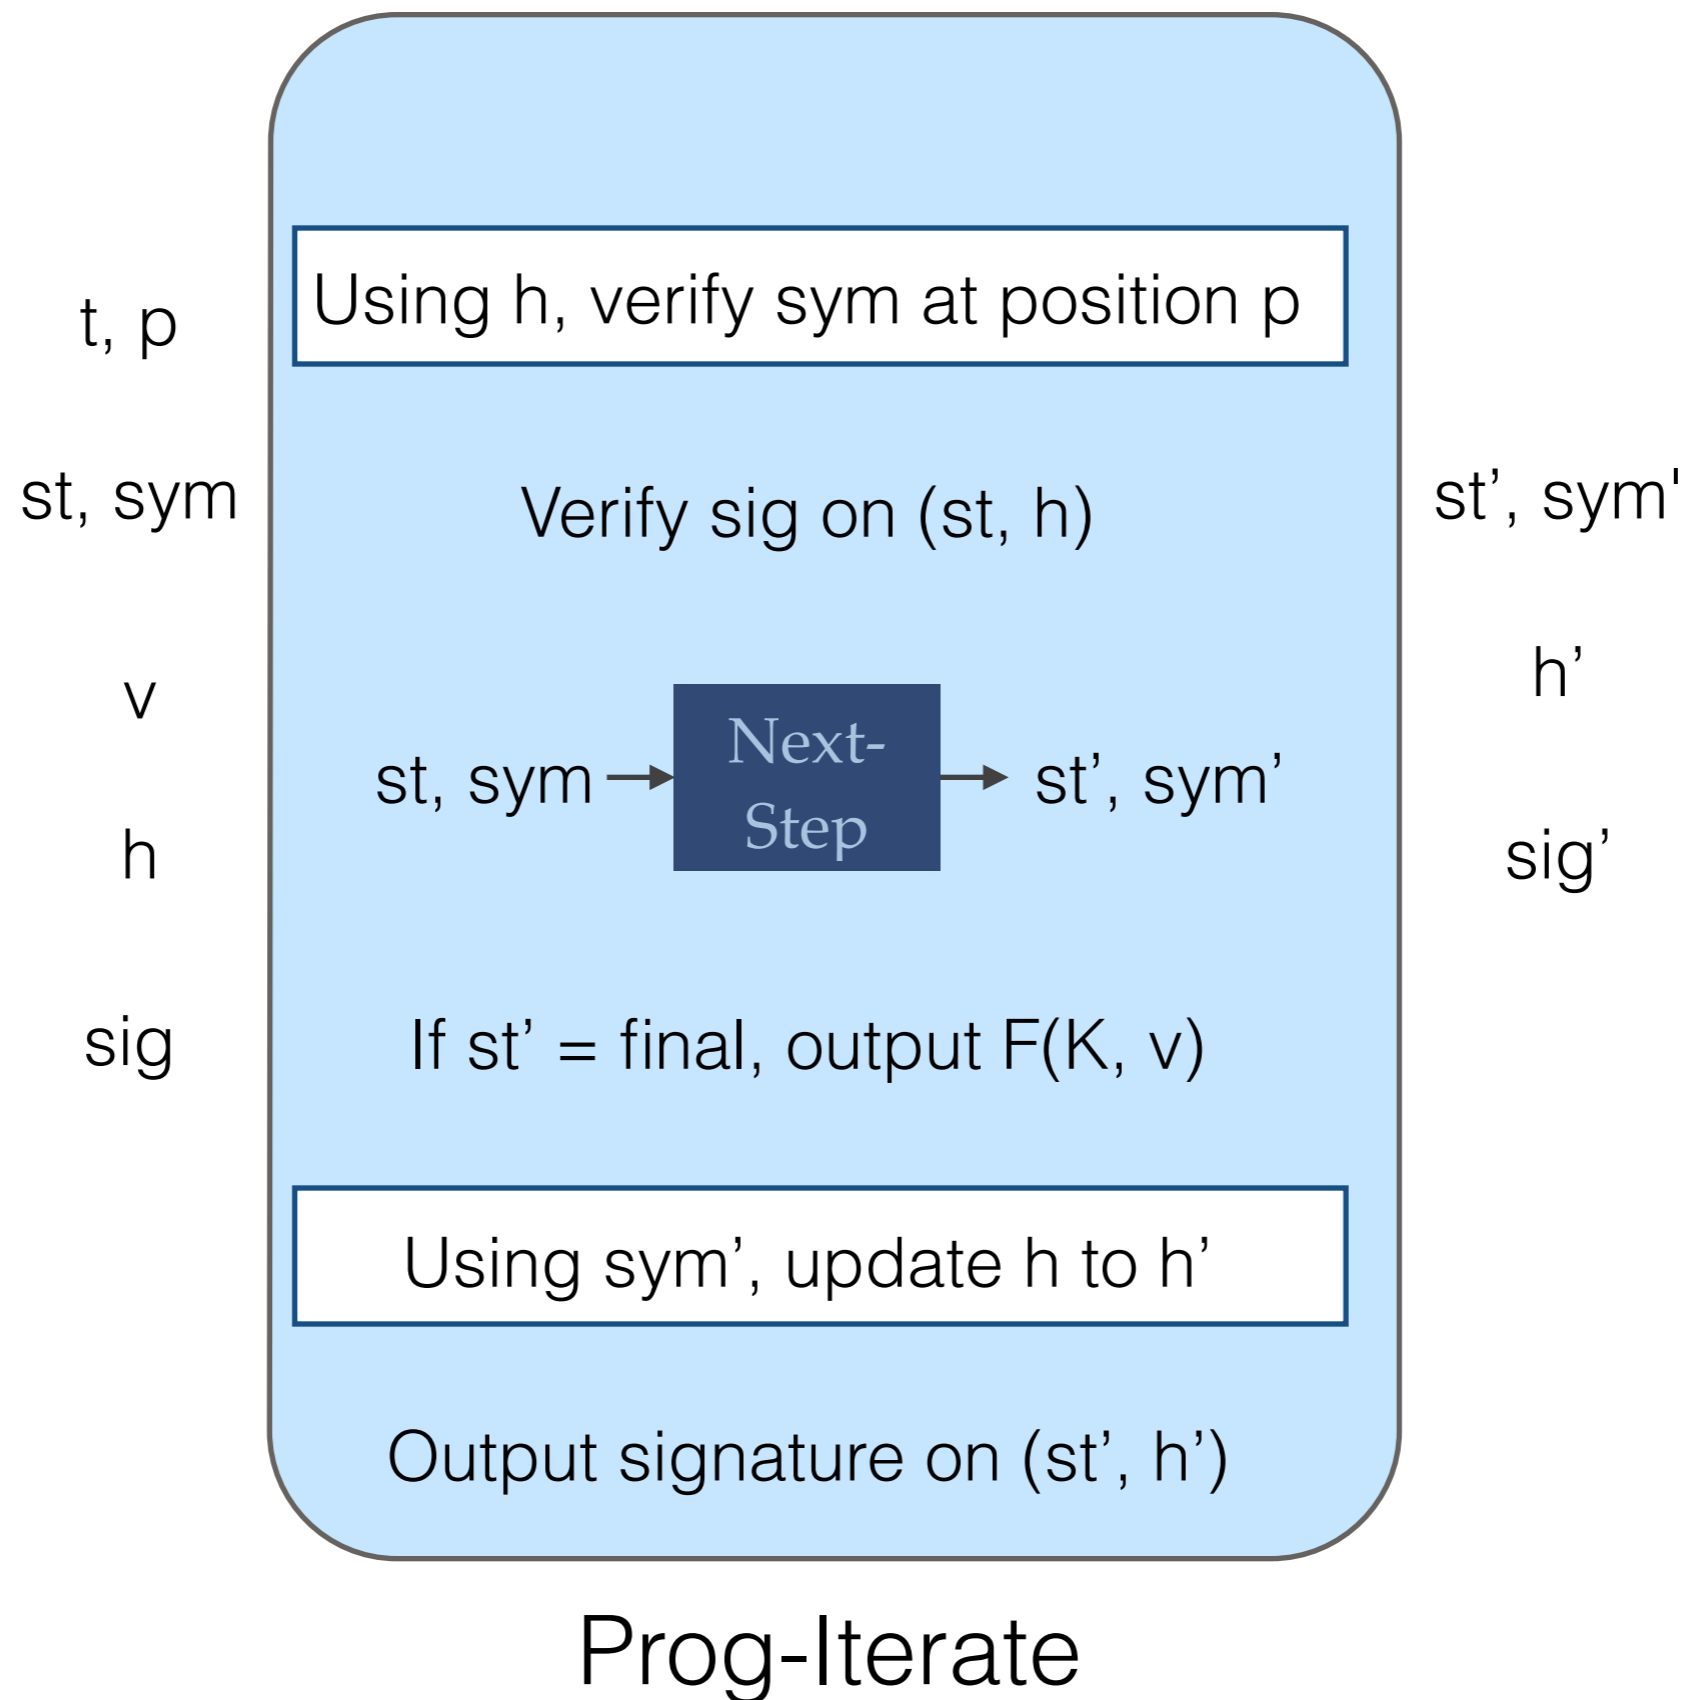 Using h, verify sym at position p
t, p
st, sym
Verify sig on (st, h)
st’, sym'
v
h’
st, sym
Next-
Step
st’, sym’
h
sig’
sig
If st’ = final, output F(K, v)
Using sym’, update h to h’
Output signature on (st’, h’)
Prog-Iterate